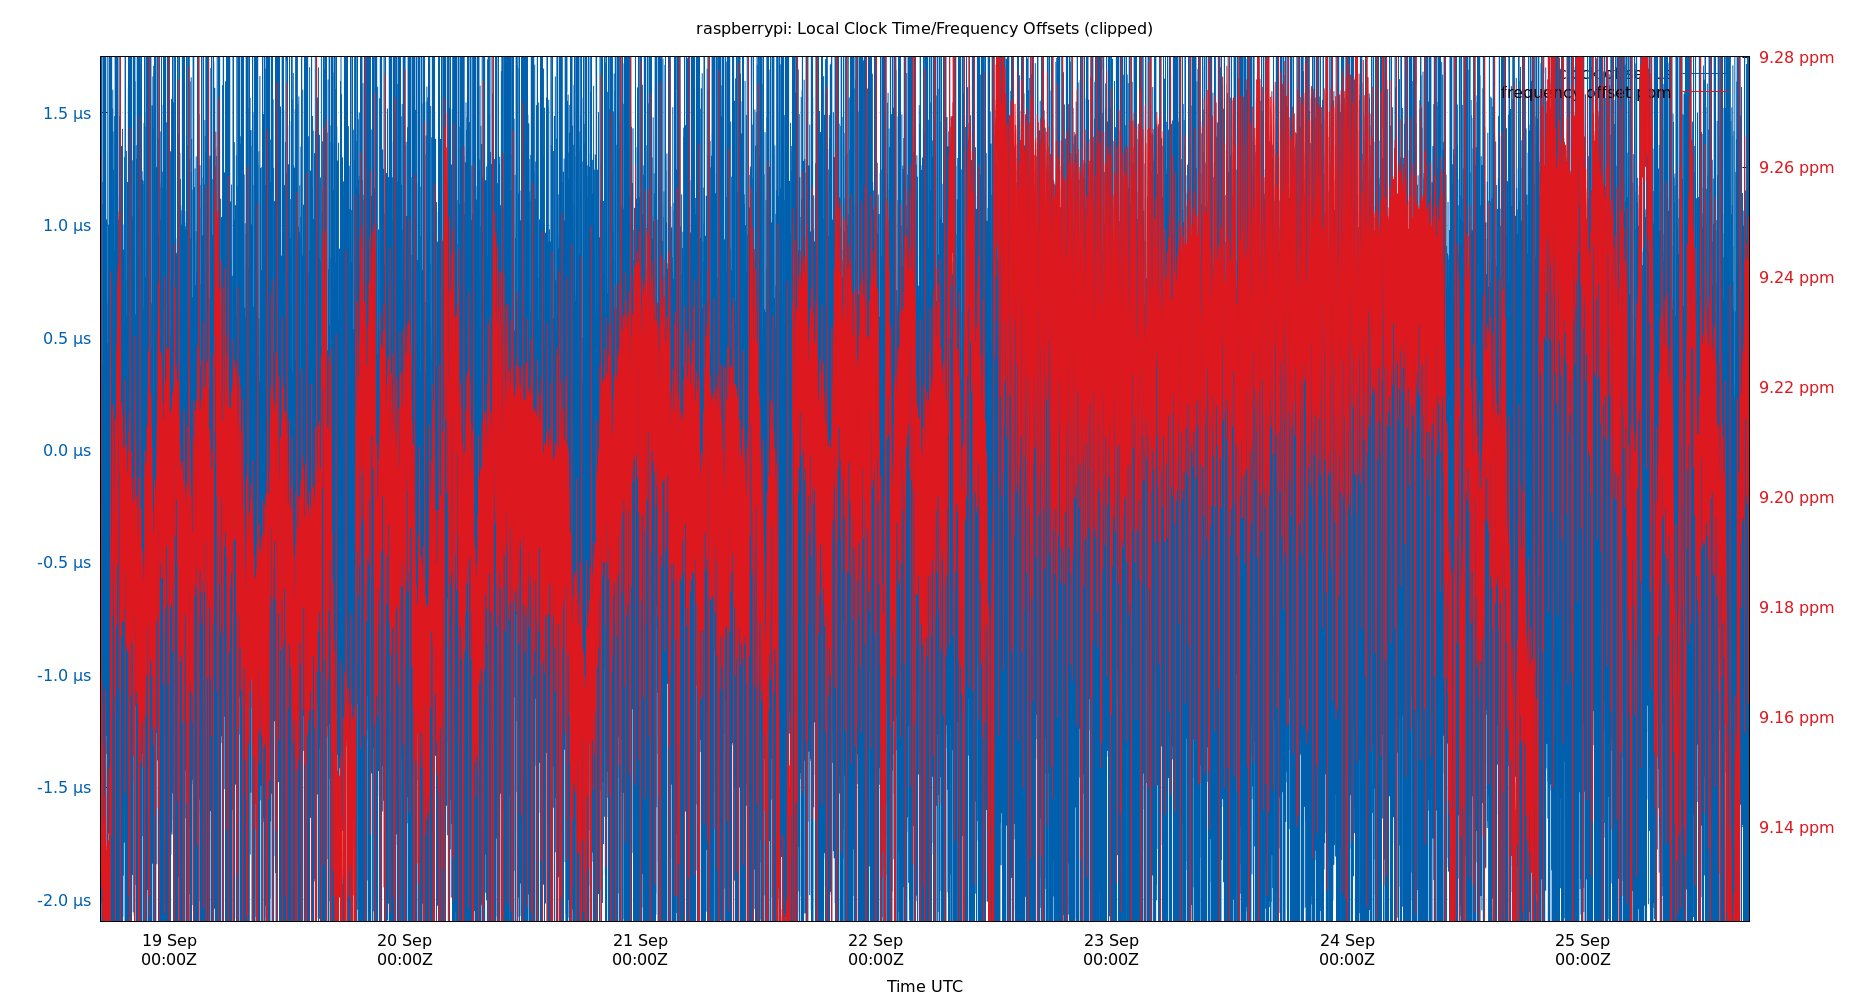 raspberrypi: Local Clock Time/Frequency Offsets (clipped)
9.28 ppm
frequency offset ppm
1.5 µs
9.26 ppm
1.0 µs
9.24 ppm
0.5 µs
9.22 ppm
0.0 µs
9.20 ppm
-0.5 µs
9.18 ppm
-1.0 µs
9.16 ppm
-1.5 µs
9.14 ppm
-2.0 µs
19 Sep
00:00Z
20 Sep
00:00Z
21 Sep
00:00Z
22 Sep
00:00Z
23 Sep
00:00Z
24 Sep
00:00Z
25 Sep
00:00Z
Time UTC